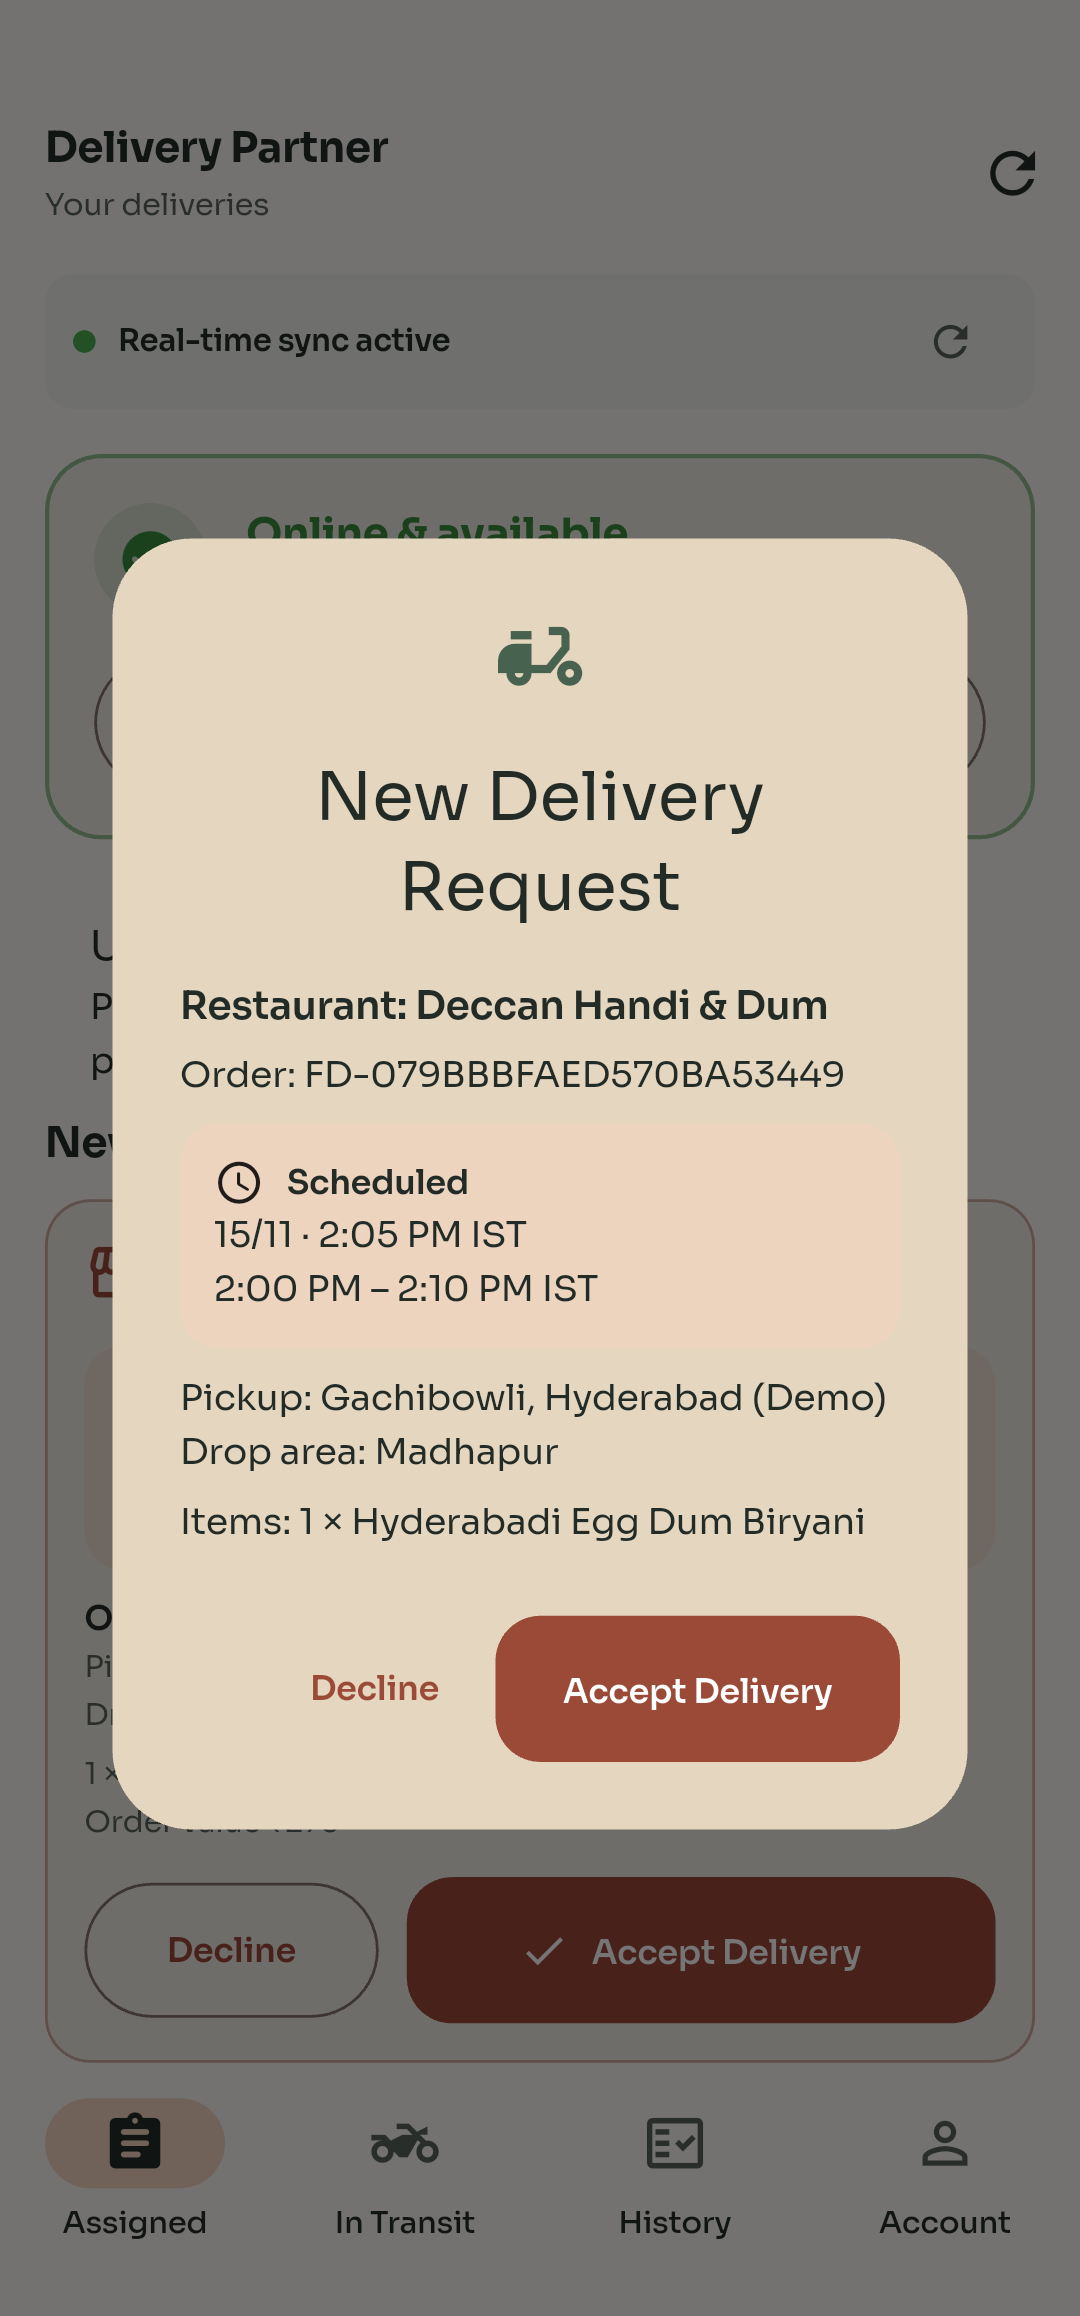 Delivery Partner
Your deliveries
Real-time sync active
Online & available
New Delivery
Request
Restaurant: Deccan Handi & Dum
Order: FD-079BBBFAED570BA53449
Scheduled
15/11 · 2:05 PM IST
2:00 PM – 2:10 PM IST
Pickup: Gachibowli, Hyderabad (Demo)
Drop area: Madhapur
Items: 1 × Hyderabadi Egg Dum Biryani
Decline
Accept Delivery
1 ×
Decline
Accept Delivery
Assigned
In Transit
History
Account